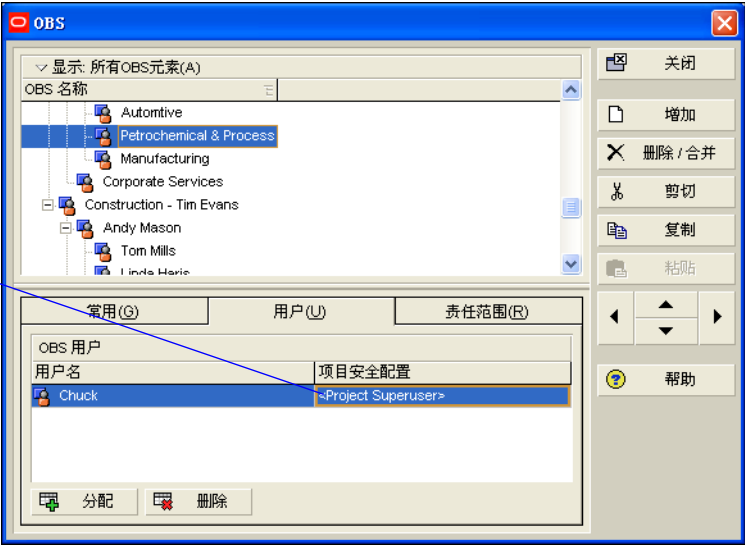 OBS
显示: 所有OBS元素(A)
OBS 名称
Automtive
Petrochemical & Process
Manufacturing
Corporate Services
Construction - Tim Evans
Andy Mason
Tom Mills
Linda Haris
常用(G)
用户(U)
责任范围(R)
OBS 用户
用户名
项目安全配置
Chuck
<Project Superuser>
分配
删除
关闭
增加
删除 / 合并
剪切
复制
粘贴
帮助